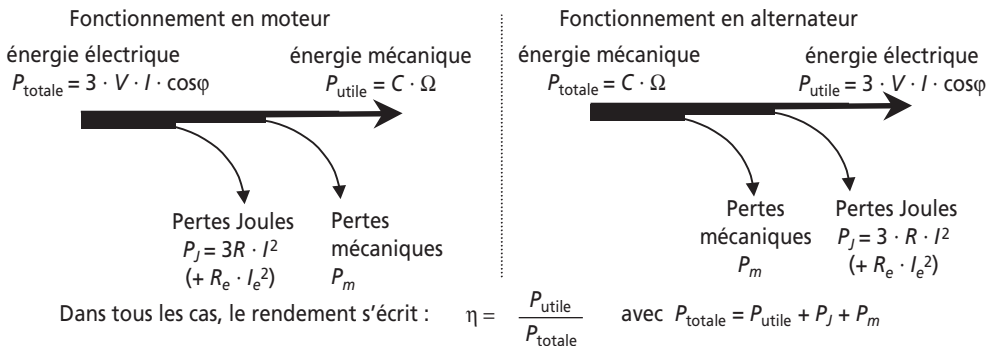 Fonctionnement en moteur
énergie électrique
P_totale = 3 · V · I · cosφ
énergie mécanique
P_utile = C · Ω
Pertes Joules
P_J = 3R · I²
(+ R_e · I_e²)
Pertes
mécaniques
P_m
Fonctionnement en alternateur
énergie mécanique
P_totale = C · Ω
énergie électrique
P_utile = 3 · V · I · cosφ
Pertes
mécaniques
P_m
Pertes Joules
P_J = 3 · R · I²
(+ R_e · I_e²)
Dans tous les cas, le rendement s’écrit : η = P_utile / P_totale avec P_totale = P_utile + P_J + P_m